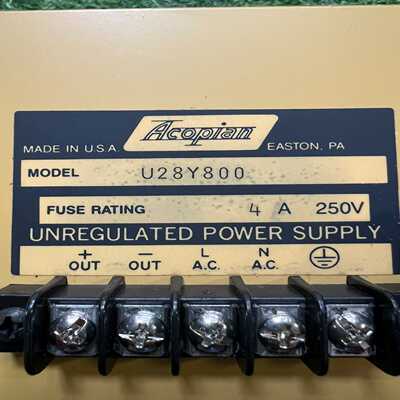 Acopian
MADE IN U.S.A. EASTON, PA
MODEL U28Y800
FUSE RATING 4 A 250V
UNREGULATED POWER SUPPLY
+ − L N
OUT OUT A.C. A.C.